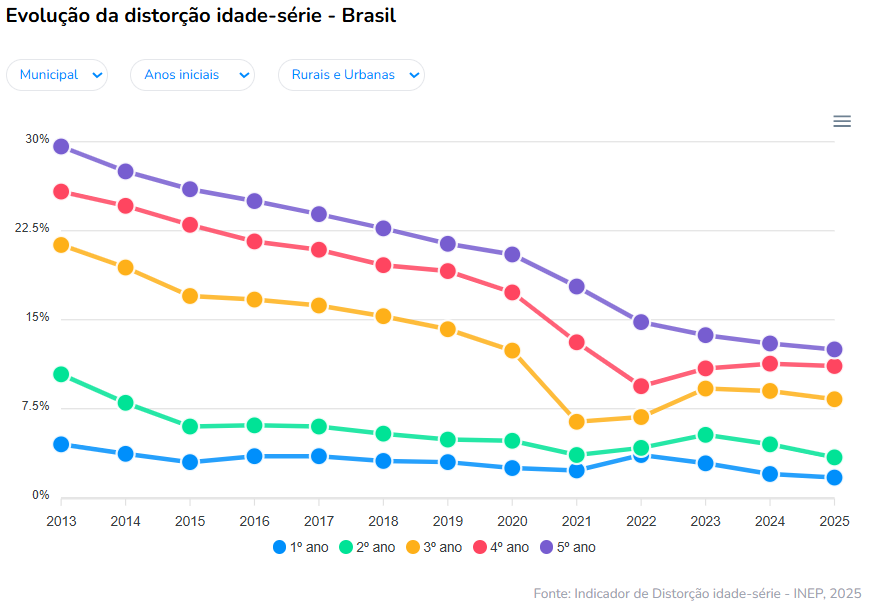 Evolução da distorção idade-série - Brasil
Municipal Anos iniciais Rurais e Urbanas
30%
22.5%
15%
7.5%
0%
2013 2014 2015 2016 2017 2018 2019 2020 2021 2022 2023 2024 2025
1º ano 2º ano 3º ano 4º ano 5º ano
Fonte: Indicador de Distorção idade-série - INEP, 2025